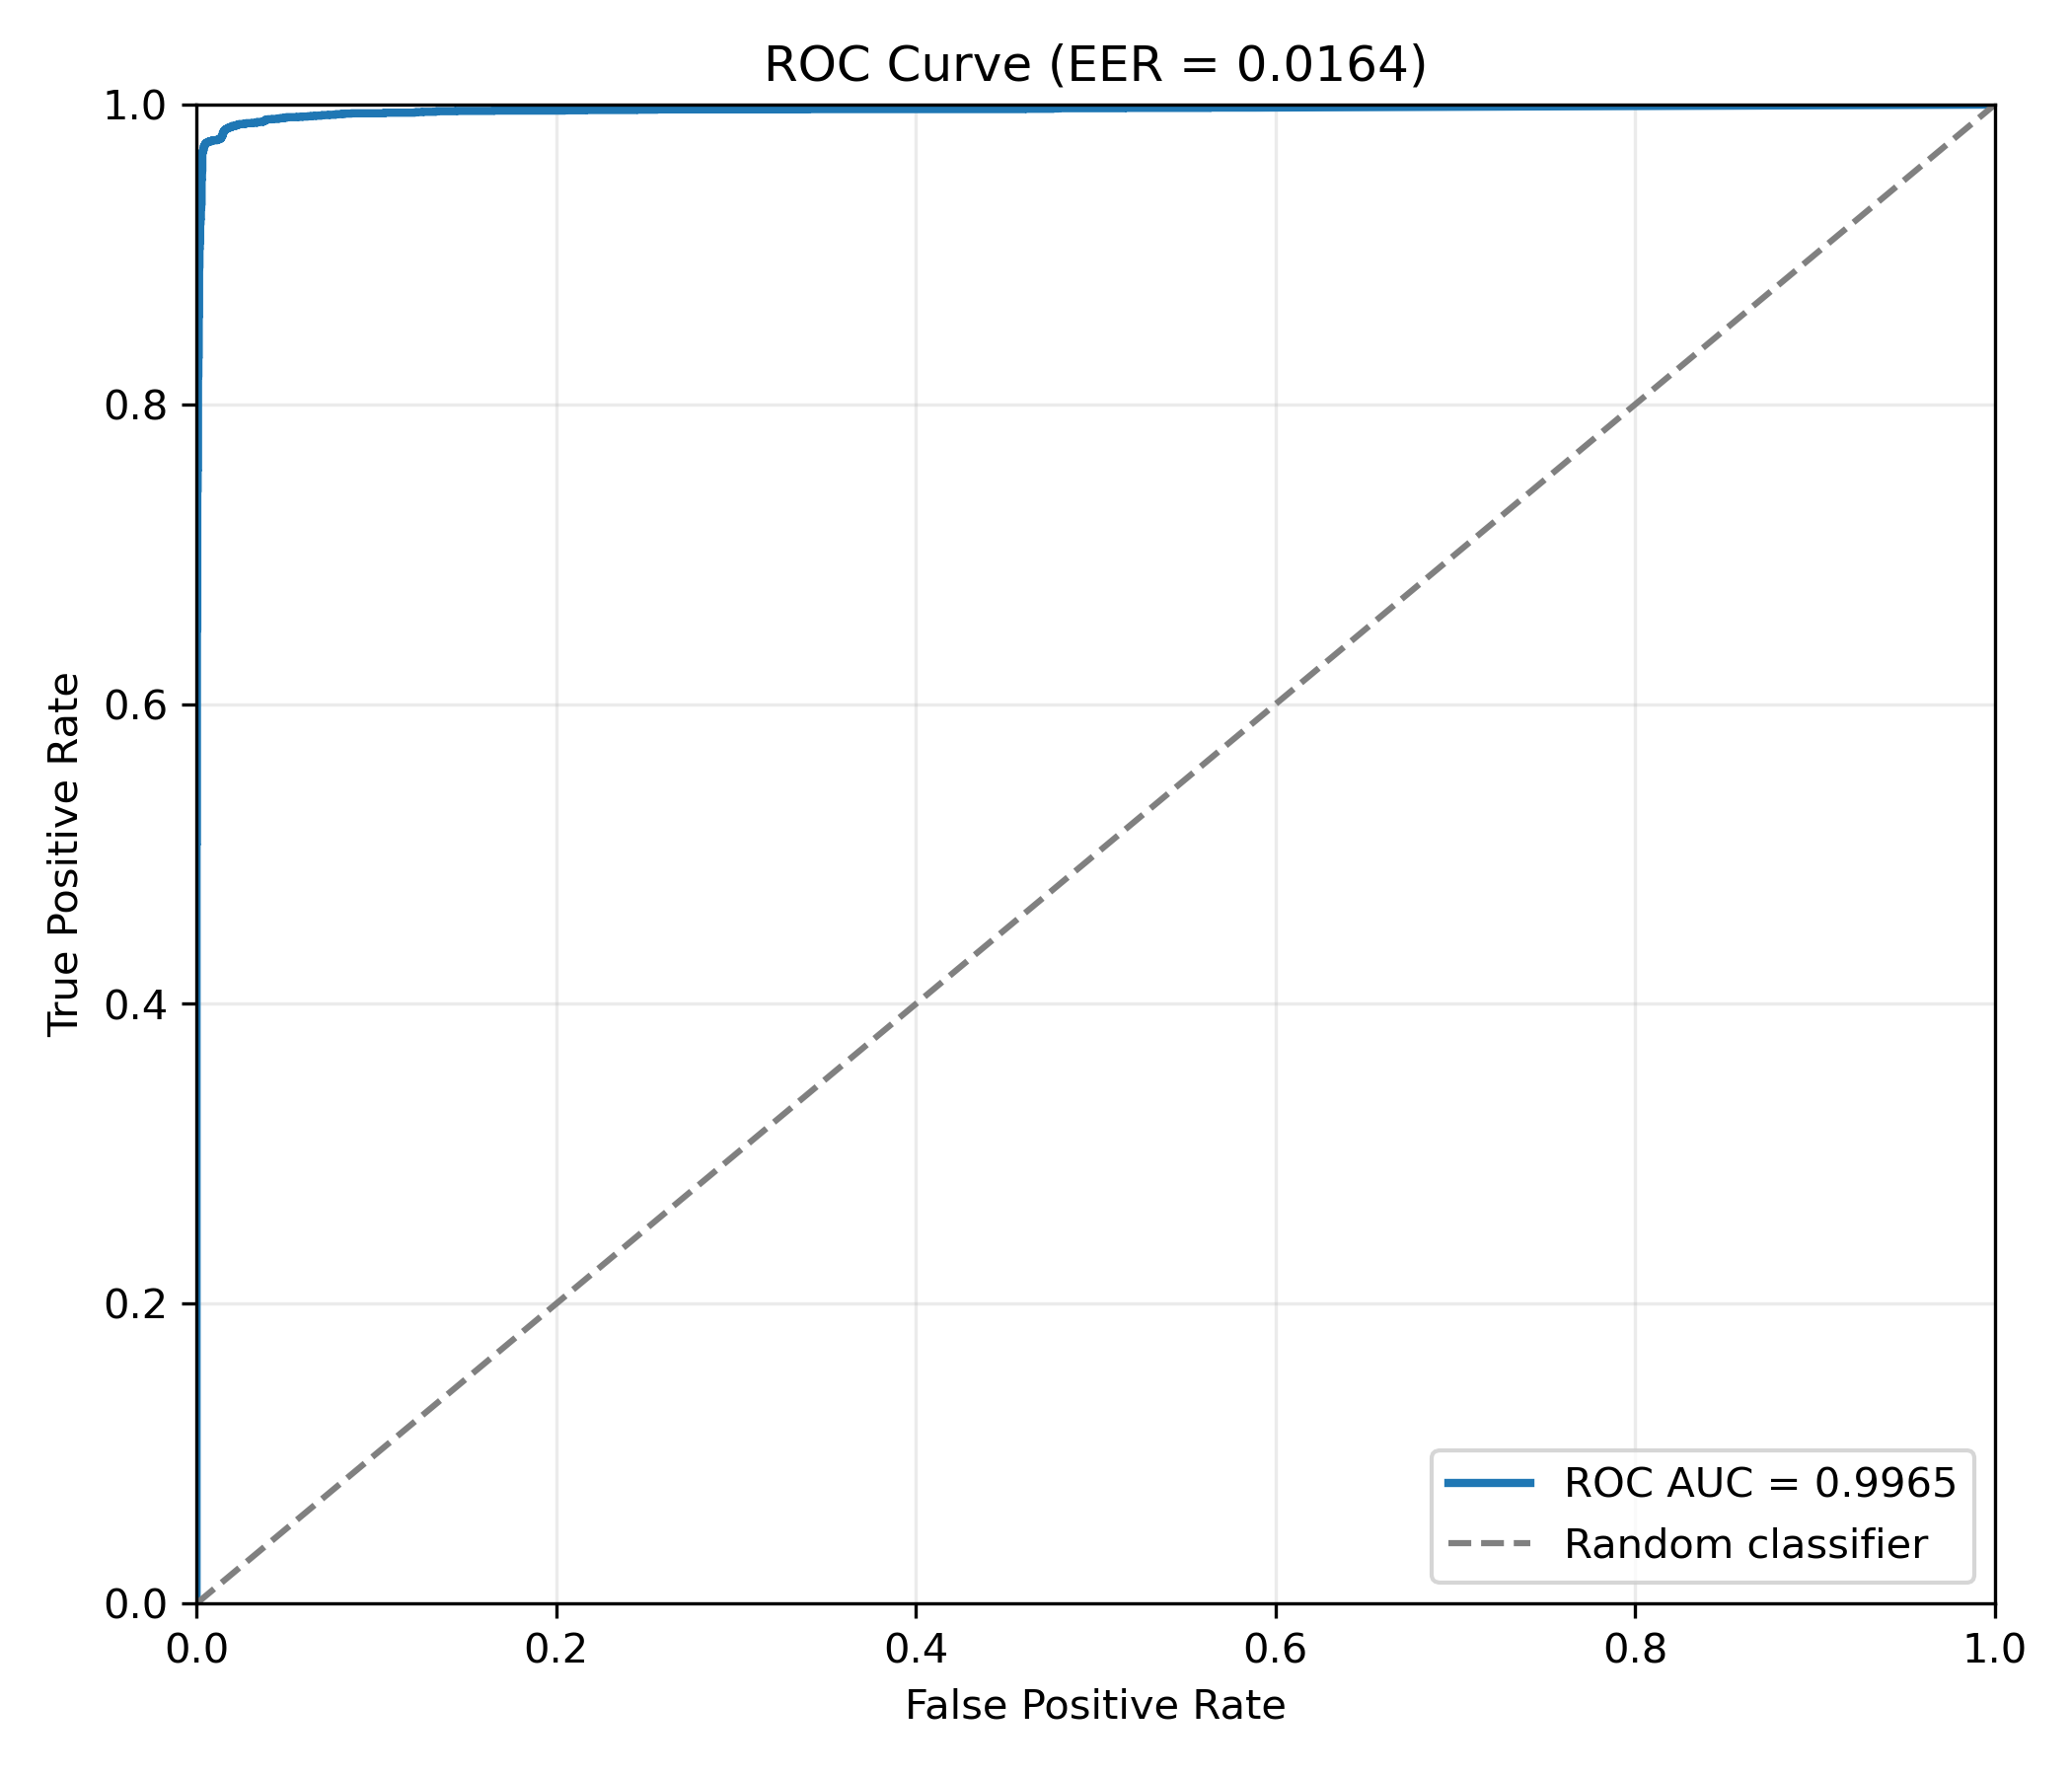 ROC Curve (EER = 0.0164)
1.0
0.8
0.6
0.4
0.2
0.0
True Positive Rate
0.0 0.2 0.4 0.6 0.8 1.0
False Positive Rate
ROC AUC = 0.9965
Random classifier